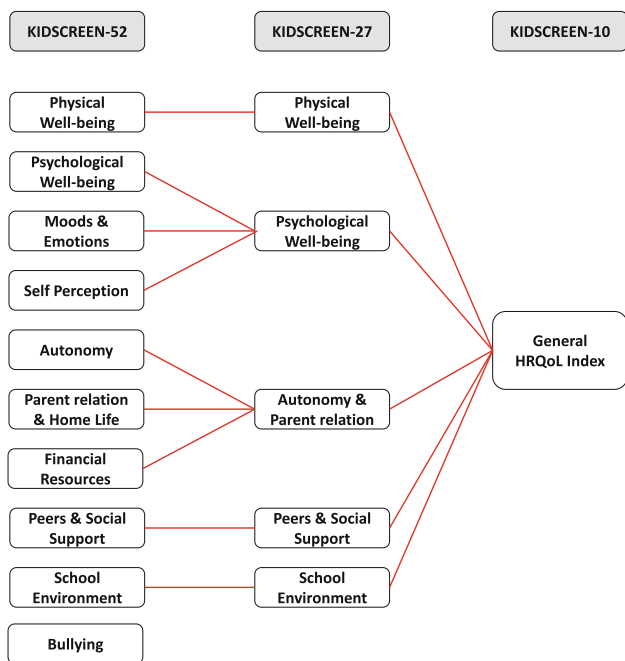 KIDSCREEN-52
KIDSCREEN-27
KIDSCREEN-10
Physical
Well-being
Psychological
Well-being
Moods &
Emotions
Self Perception
Autonomy
Parent relation
& Home Life
Financial
Resources
Peers & Social
Support
School
Environment
Bullying
Physical
Well-being
Psychological
Well-being
Autonomy &
Parent relation
Peers & Social
Support
School
Environment
General
HRQoL Index